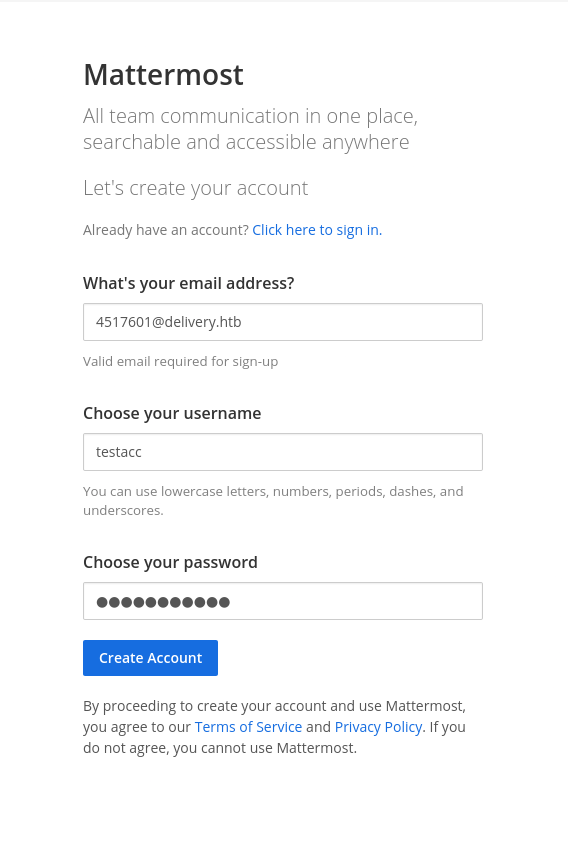 Mattermost
All team communication in one place,
searchable and accessible anywhere
Let's create your account
Already have an account? Click here to sign in.
What's your email address?
4517601@delivery.htb
Valid email required for sign-up
Choose your username
testacc
You can use lowercase letters, numbers, periods, dashes, and
underscores.
Choose your password
●●●●●●●●●●●
Create Account
By proceeding to create your account and use Mattermost,
you agree to our Terms of Service and Privacy Policy. If you
do not agree, you cannot use Mattermost.